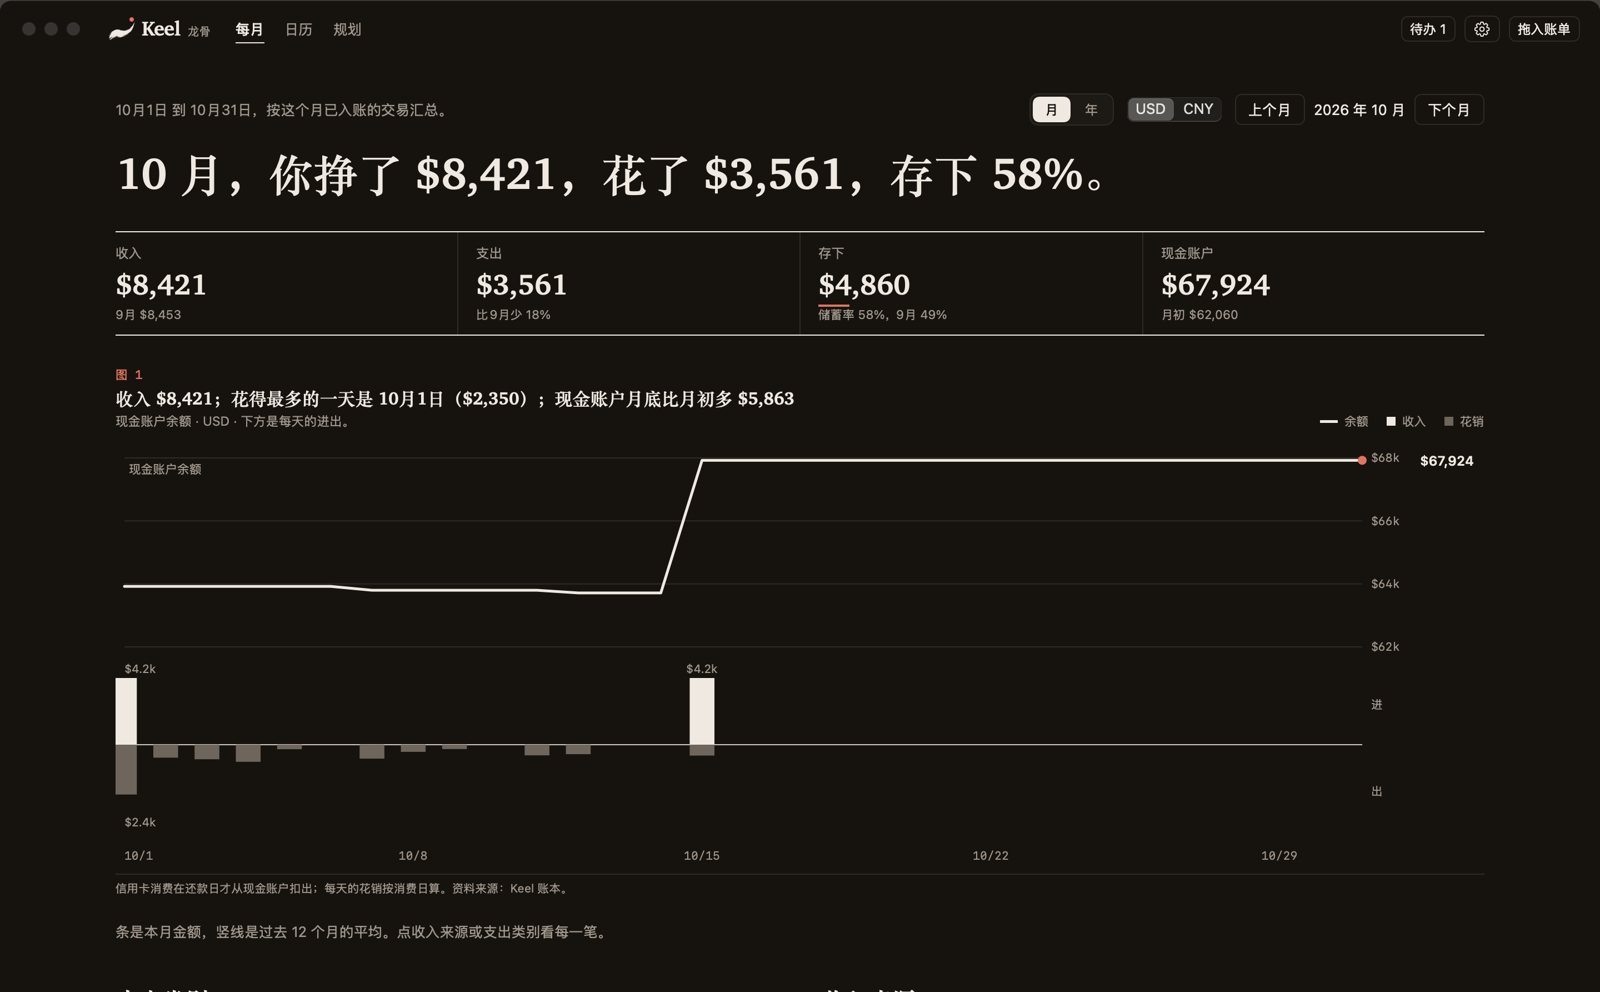 Keel 龙骨 每月 日历 规划 待办 1 拖入账单
10月1日 到 10月31日，按这个月已入账的交易汇总。 月 年 USD CNY 上个月 2026 年 10 月 下个月
10 月，你挣了 $8,421，花了 $3,561，存下 58%。
收入 支出 存下 现金账户
$8,421 $3,561 $4,860 $67,924
9月 $8,453 比9月少 18% 储蓄率 58%，9月 49% 月初 $62,060
图 1
收入 $8,421；花得最多的一天是 10月1日（$2,350）；现金账户月底比月初多 $5,863
现金账户余额 · USD · 下方是每天的进出。 余额 收入 花销
现金账户余额 $68k $67,924
$66k
$64k
$62k
$4.2k $4.2k
进
出
$2.4k
10/1 10/8 10/15 10/22 10/29
信用卡消费在还款日才从现金账户扣出；每天的花销按消费日算。资料来源：Keel 账本。
条是本月金额，竖线是过去 12 个月的平均。点收入来源或支出类别看每一笔。